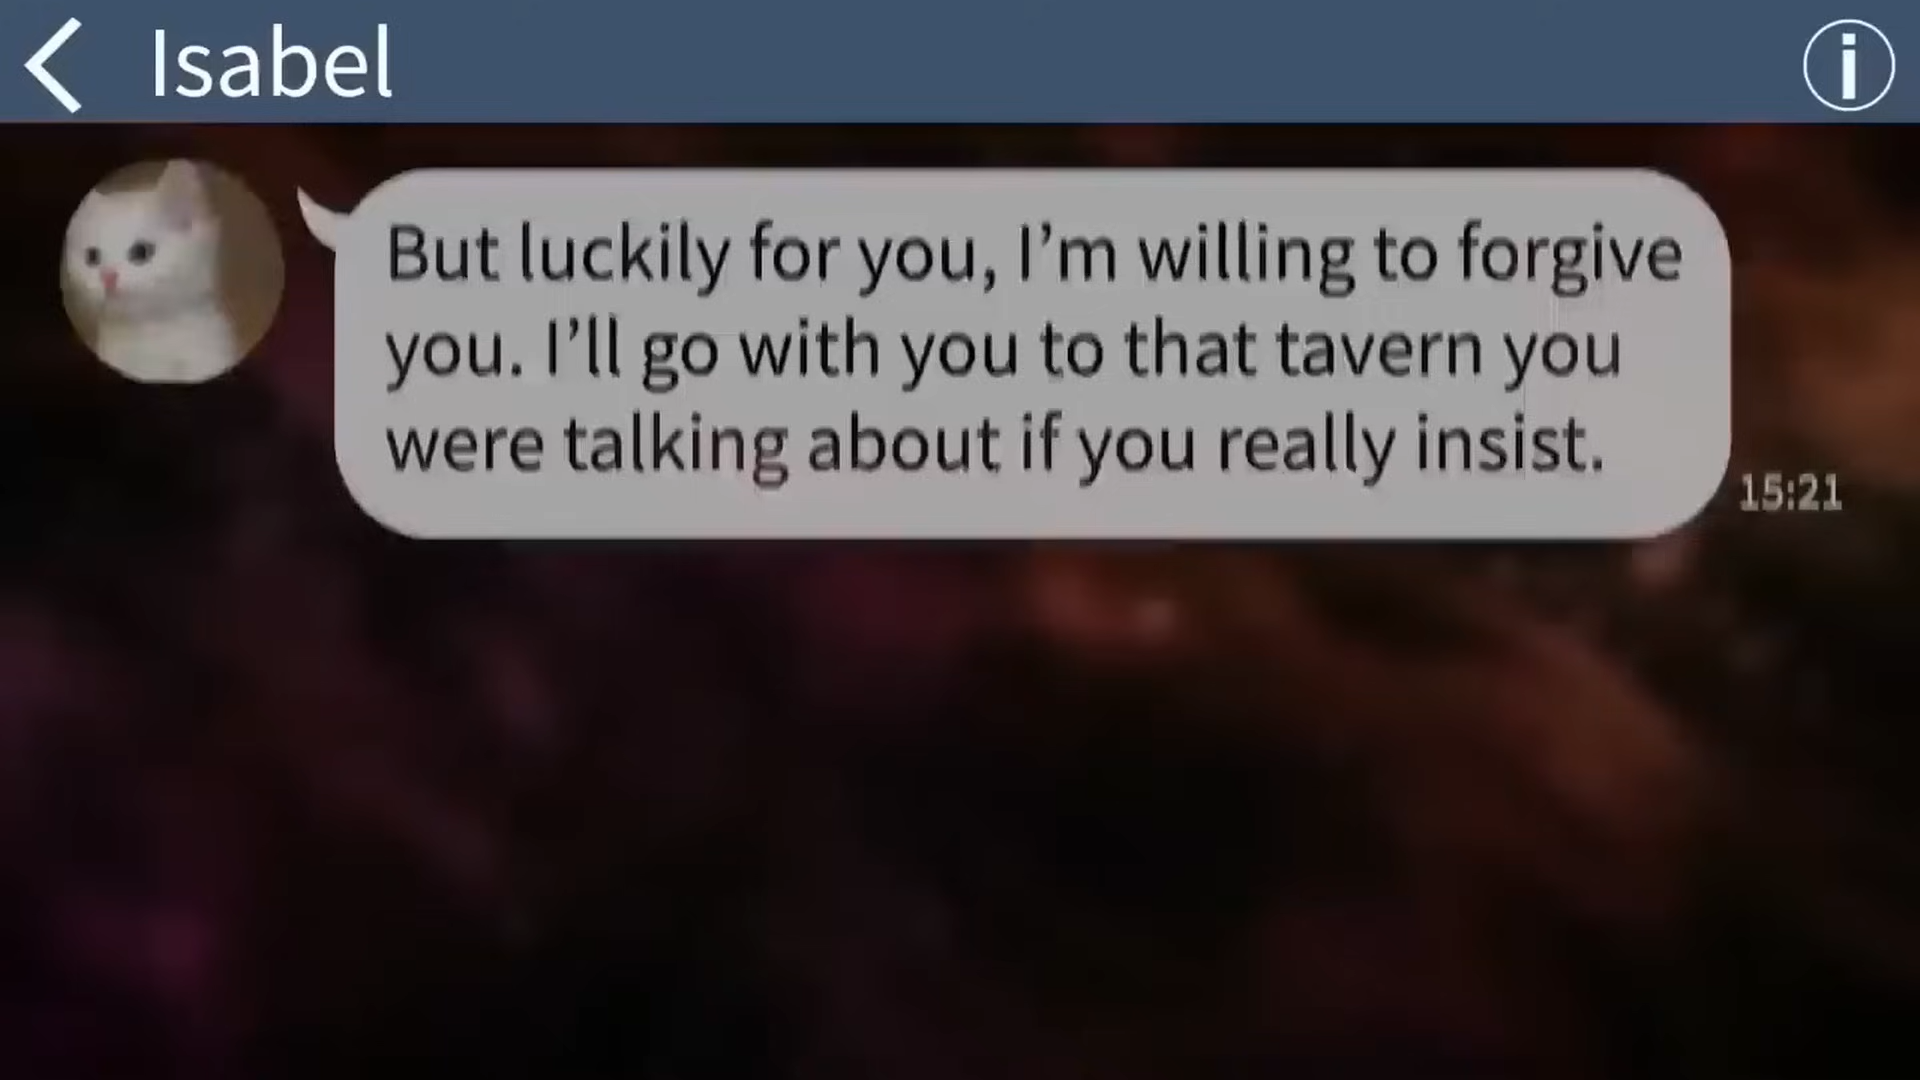 Isabel
But luckily for you, I’m willing to forgive
you. I’ll go with you to that tavern you
were talking about if you really insist.
15:21